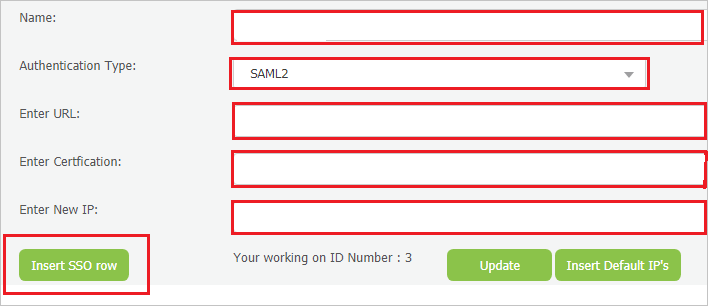 Name:
Authentication Type:
SAML2
Enter URL:
Enter Certfication:
Enter New IP:
Insert SSO row
Your working on ID Number : 3
Update
Insert Default IP's